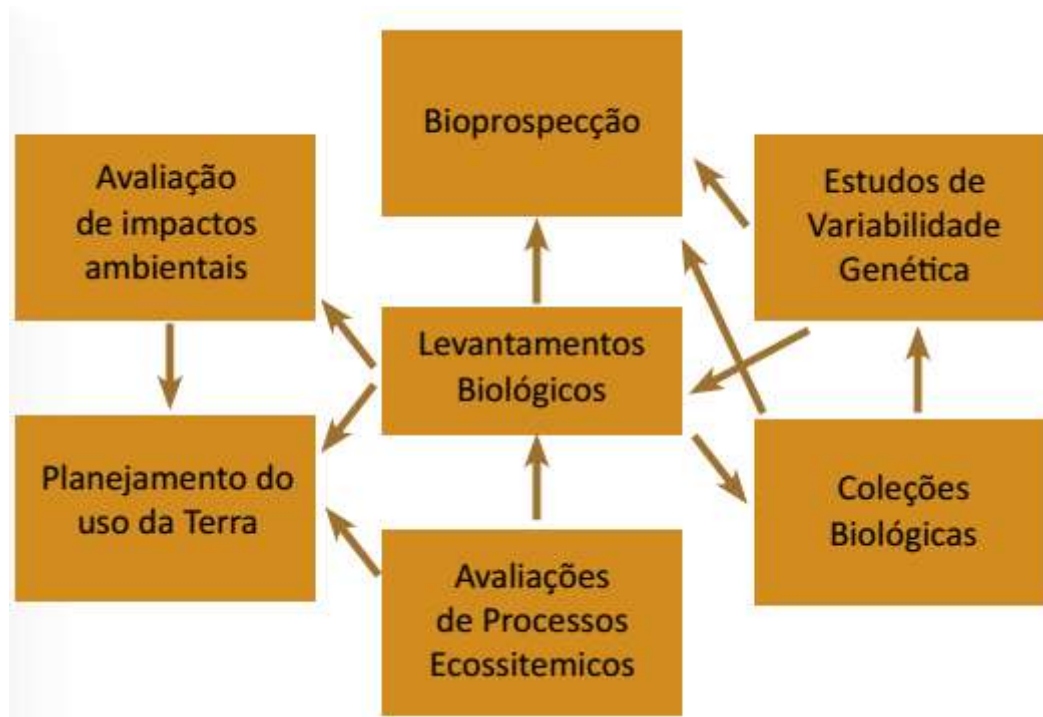 Bioprospecção
Avaliação
de impactos
ambientais
Estudos de
Variabilidade
Genética
Levantamentos
Biológicos
Planejamento do
uso da Terra
Coleções
Biológicas
Avaliações
de Processos
Ecossitemicos